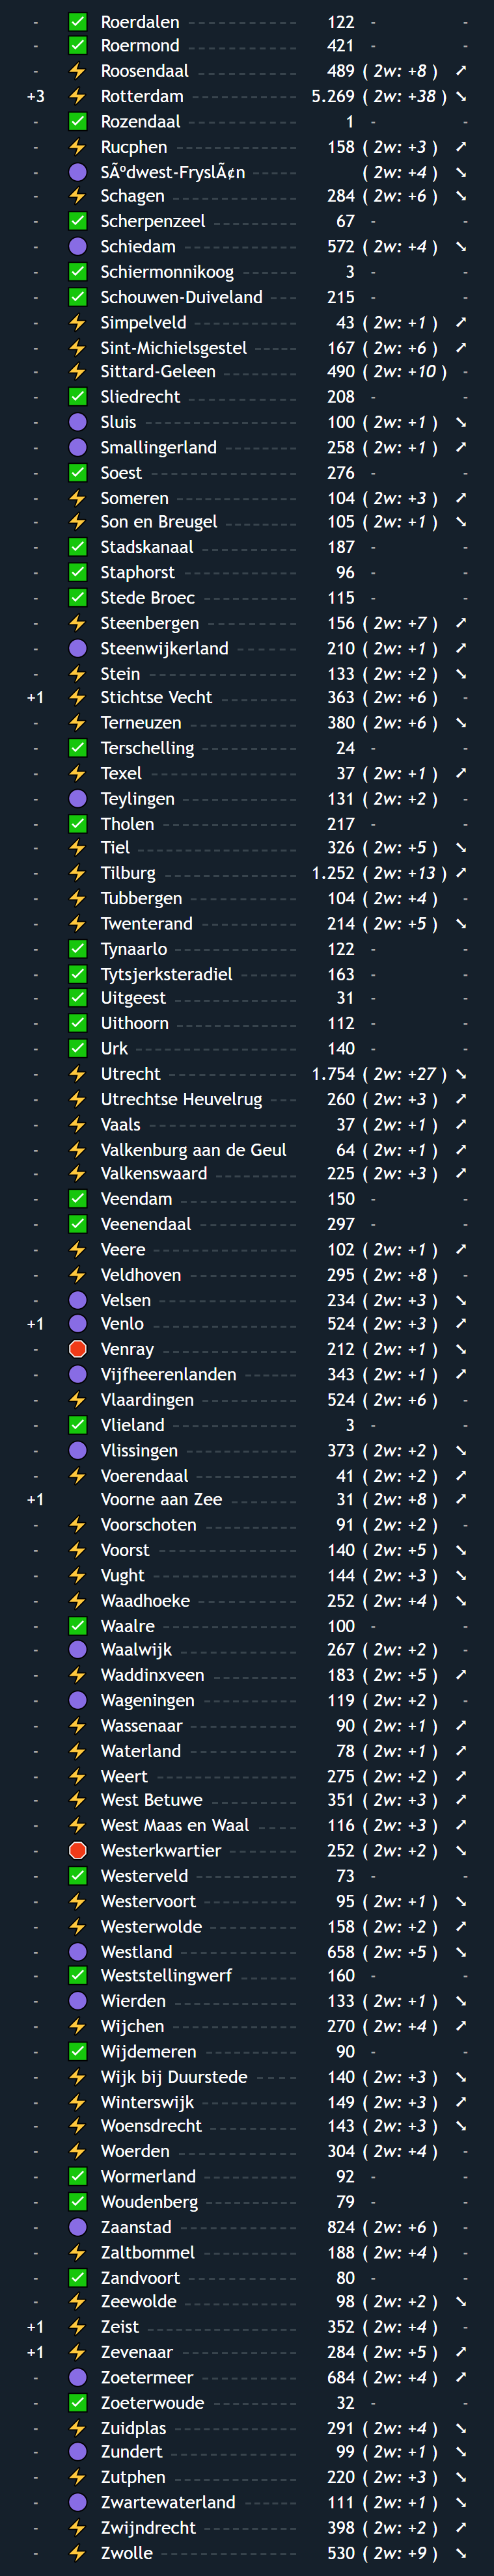 - ✅ Roerdalen 122 - -
- ✅ Roermond 421 - -
- ⚡ Roosendaal 489 ( 2w: +8 ) ➚
+3 ⚡ Rotterdam 5.269 ( 2w: +38 ) ➘
- ✅ Rozendaal 1 - -
- ⚡ Rucphen 158 ( 2w: +3 ) ➚
- 🟣 SÃºdwest-FryslÃ¢n ( 2w: +4 ) ➘
- ⚡ Schagen 284 ( 2w: +6 ) ➘
- ✅ Scherpenzeel 67 - -
- 🟣 Schiedam 572 ( 2w: +4 ) ➘
- ✅ Schiermonnikoog 3 - -
- ✅ Schouwen-Duiveland 215 - -
- ⚡ Simpelveld 43 ( 2w: +1 ) ➚
- ⚡ Sint-Michielsgestel 167 ( 2w: +6 ) ➚
- ⚡ Sittard-Geleen 490 ( 2w: +10 ) -
- ✅ Sliedrecht 208 - -
- 🟣 Sluis 100 ( 2w: +1 ) ➘
- 🟣 Smallingerland 258 ( 2w: +1 ) ➚
- ✅ Soest 276 - -
- ⚡ Someren 104 ( 2w: +3 ) ➚
- ⚡ Son en Breugel 105 ( 2w: +1 ) ➘
- ✅ Stadskanaal 187 - -
- ✅ Staphorst 96 - -
- ✅ Stede Broec 115 - -
- ⚡ Steenbergen 156 ( 2w: +7 ) ➚
- 🟣 Steenwijkerland 210 ( 2w: +1 ) ➚
- ⚡ Stein 133 ( 2w: +2 ) ➘
+1 ⚡ Stichtse Vecht 363 ( 2w: +6 ) -
- ⚡ Terneuzen 380 ( 2w: +6 ) ➘
- ✅ Terschelling 24 - -
- ⚡ Texel 37 ( 2w: +1 ) ➚
- 🟣 Teylingen 131 ( 2w: +2 ) -
- ✅ Tholen 217 - -
- ⚡ Tiel 326 ( 2w: +5 ) ➘
- ⚡ Tilburg 1.252 ( 2w: +13 ) ➚
- ⚡ Tubbergen 104 ( 2w: +4 ) -
- ⚡ Twenterand 214 ( 2w: +5 ) ➘
- ✅ Tynaarlo 122 - -
- ✅ Tytsjerksteradiel 163 - -
- ✅ Uitgeest 31 - -
- ✅ Uithoorn 112 - -
- ✅ Urk 140 - -
- ⚡ Utrecht 1.754 ( 2w: +27 ) ➘
- ⚡ Utrechtse Heuvelrug 260 ( 2w: +3 ) ➚
- ⚡ Vaals 37 ( 2w: +1 ) ➚
- ⚡ Valkenburg aan de Geul 64 ( 2w: +1 ) ➚
- ⚡ Valkenswaard 225 ( 2w: +3 ) ➚
- ✅ Veendam 150 - -
- ✅ Veenendaal 297 - -
- ⚡ Veere 102 ( 2w: +1 ) ➚
- ⚡ Veldhoven 295 ( 2w: +8 ) -
- 🟣 Velsen 234 ( 2w: +3 ) ➘
+1 🟣 Venlo 524 ( 2w: +3 ) ➚
- 🛑 Venray 212 ( 2w: +1 ) ➘
- 🟣 Vijfheerenlanden 343 ( 2w: +1 ) ➚
- ⚡ Vlaardingen 524 ( 2w: +6 ) -
- ✅ Vlieland 3 - -
- 🟣 Vlissingen 373 ( 2w: +2 ) ➘
- ⚡ Voerendaal 41 ( 2w: +2 ) ➚
+1 Voorne aan Zee 31 ( 2w: +8 ) ➚
- ⚡ Voorschoten 91 ( 2w: +2 ) -
- ⚡ Voorst 140 ( 2w: +5 ) ➘
- ⚡ Vught 144 ( 2w: +3 ) ➘
- ⚡ Waadhoeke 252 ( 2w: +4 ) ➘
- ✅ Waalre 100 - -
- 🟣 Waalwijk 267 ( 2w: +2 ) -
- ⚡ Waddinxveen 183 ( 2w: +5 ) ➚
- 🟣 Wageningen 119 ( 2w: +2 ) -
- ⚡ Wassenaar 90 ( 2w: +1 ) ➚
- ⚡ Waterland 78 ( 2w: +1 ) ➚
- ⚡ Weert 275 ( 2w: +2 ) ➚
- ⚡ West Betuwe 351 ( 2w: +3 ) ➚
- ⚡ West Maas en Waal 116 ( 2w: +3 ) ➚
- 🛑 Westerkwartier 252 ( 2w: +2 ) ➘
- ✅ Westerveld 73 - -
- ⚡ Westervoort 95 ( 2w: +1 ) ➘
- ⚡ Westerwolde 158 ( 2w: +2 ) ➚
- 🟣 Westland 658 ( 2w: +5 ) ➘
- ✅ Weststellingwerf 160 - -
- 🟣 Wierden 133 ( 2w: +1 ) ➘
- ⚡ Wijchen 270 ( 2w: +4 ) ➚
- ✅ Wijdemeren 90 - -
- ⚡ Wijk bij Duurstede 140 ( 2w: +3 ) ➘
- ⚡ Winterswijk 149 ( 2w: +3 ) ➚
- ⚡ Woensdrecht 143 ( 2w: +3 ) ➘
- ⚡ Woerden 304 ( 2w: +4 ) -
- ✅ Wormerland 92 - -
- ✅ Woudenberg 79 - -
- 🟣 Zaanstad 824 ( 2w: +6 ) -
- ⚡ Zaltbommel 188 ( 2w: +4 ) -
- ✅ Zandvoort 80 - -
- ⚡ Zeewolde 98 ( 2w: +2 ) ➘
+1 ⚡ Zeist 352 ( 2w: +4 ) -
+1 ⚡ Zevenaar 284 ( 2w: +5 ) ➚
- 🟣 Zoetermeer 684 ( 2w: +4 ) ➘
- ✅ Zoeterwoude 32 - -
- ⚡ Zuidplas 291 ( 2w: +4 ) ➘
- 🟣 Zundert 99 ( 2w: +1 ) ➘
- ⚡ Zutphen 220 ( 2w: +3 ) ➘
- 🟣 Zwartewaterland 111 ( 2w: +1 ) ➘
- ⚡ Zwijndrecht 398 ( 2w: +2 ) ➚
- ⚡ Zwolle 530 ( 2w: +9 ) ➘